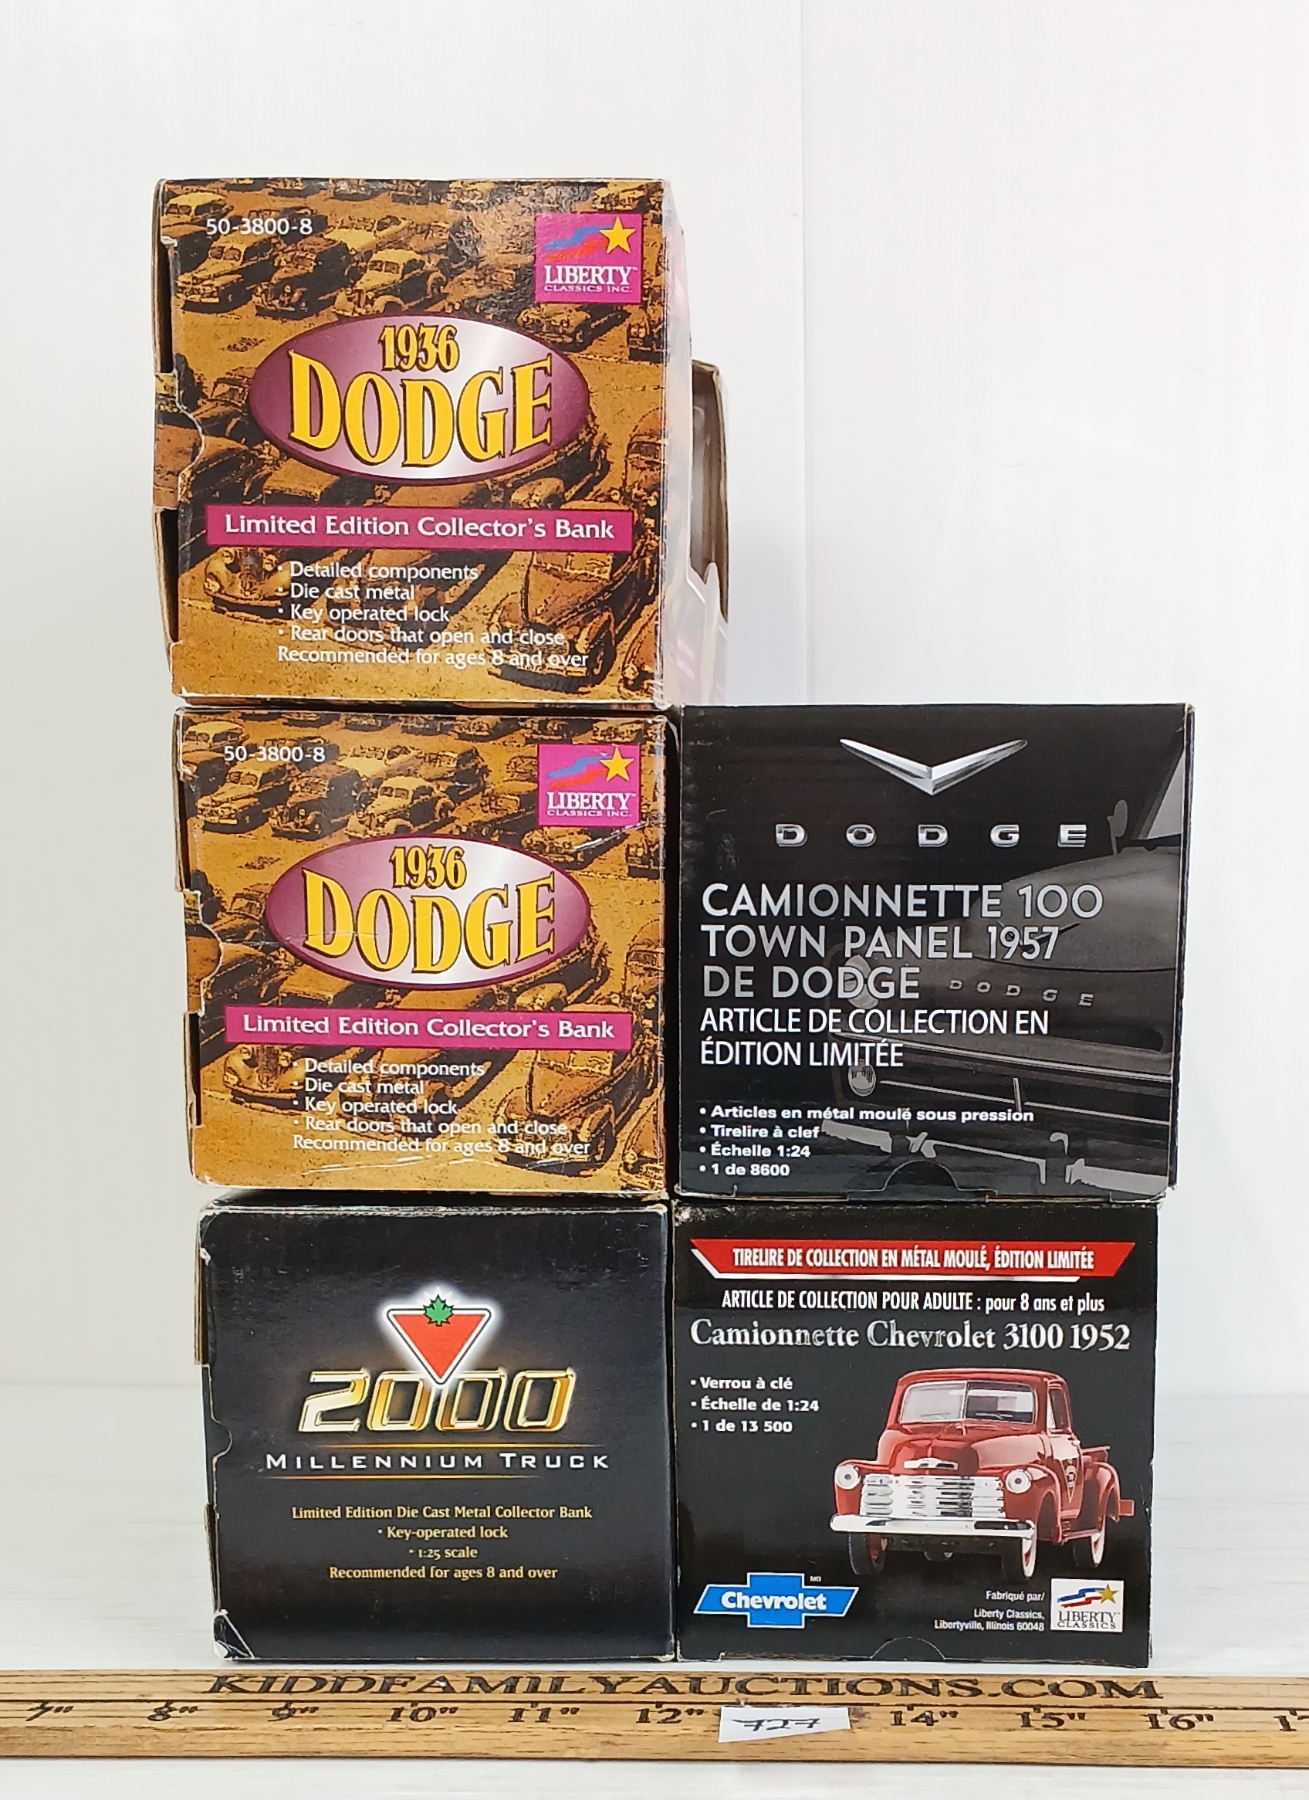 50-3800-8
LIBERTY
CLASSICS INC.
1936
DODGE
Limited Edition Collector's Bank
• Detailed components
• Die cast metal
• Key operated lock
• Rear doors that open and close
Recommended for ages 8 and over
50-3800-8
LIBERTY
CLASSICS INC.
1936
DODGE
Limited Edition Collector's Bank
• Detailed components
• Die cast metal
• Key operated lock
• Rear doors that open and close
Recommended for ages 8 and over
DODGE
CAMIONNETTE 100
TOWN PANEL 1957
DE DODGE
DODGE
ARTICLE DE COLLECTION EN
ÉDITION LIMITÉE
• Articles en métal moulé sous pression
• Tirelire à clef
• Échelle 1:24
• 1 de 8600
2000
MILLENNIUM TRUCK
Limited Edition Die Cast Metal Collector Bank
• Key-operated lock
• 1:25 scale
Recommended for ages 8 and over
TIRELIRE DE COLLECTION EN MÉTAL MOULÉ, ÉDITION LIMITÉE
ARTICLE DE COLLECTION POUR ADULTE : pour 8 ans et plus
Camionnette Chevrolet 3100 1952
• Verrou à clé
• Échelle de 1:24
• 1 de 13 500
Chevrolet
MD
Fabriqué par/
Liberty Classics,
Libertyville, Illinois 60048
LIBERTY
CLASSICS
KIDDFAMILYAUCTIONS.COM
7" 8" 9" 10" 11" 12" 727 14" 15" 16"